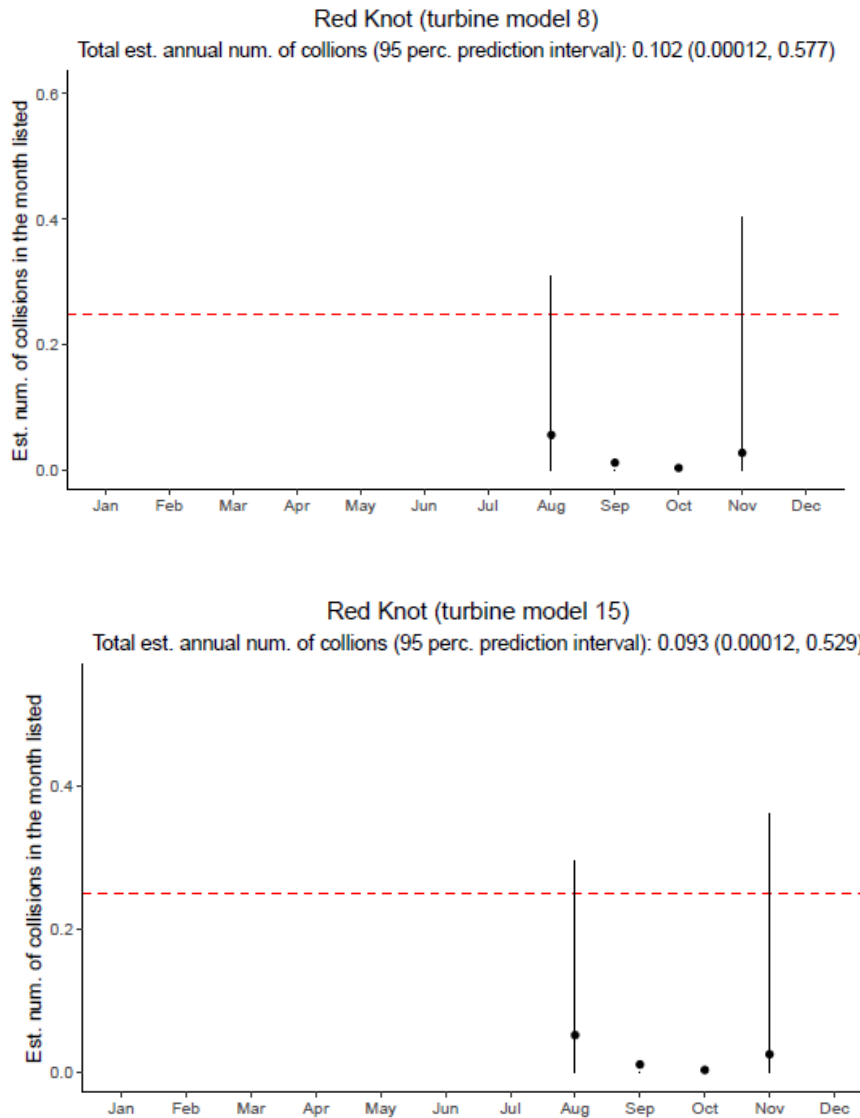 Red Knot (turbine model 8)
Total est. annual num. of collions (95 perc. prediction interval): 0.102 (0.00012, 0.577)
Est. num. of collisions in the month listed
0.6
0.4
0.2
0.0
Jan Feb Mar Apr May Jun Jul Aug Sep Oct Nov Dec
Red Knot (turbine model 15)
Total est. annual num. of collions (95 perc. prediction interval): 0.093 (0.00012, 0.529)
Est. num. of collisions in the month listed
0.4
0.2
0.0
Jan Feb Mar Apr May Jun Jul Aug Sep Oct Nov Dec